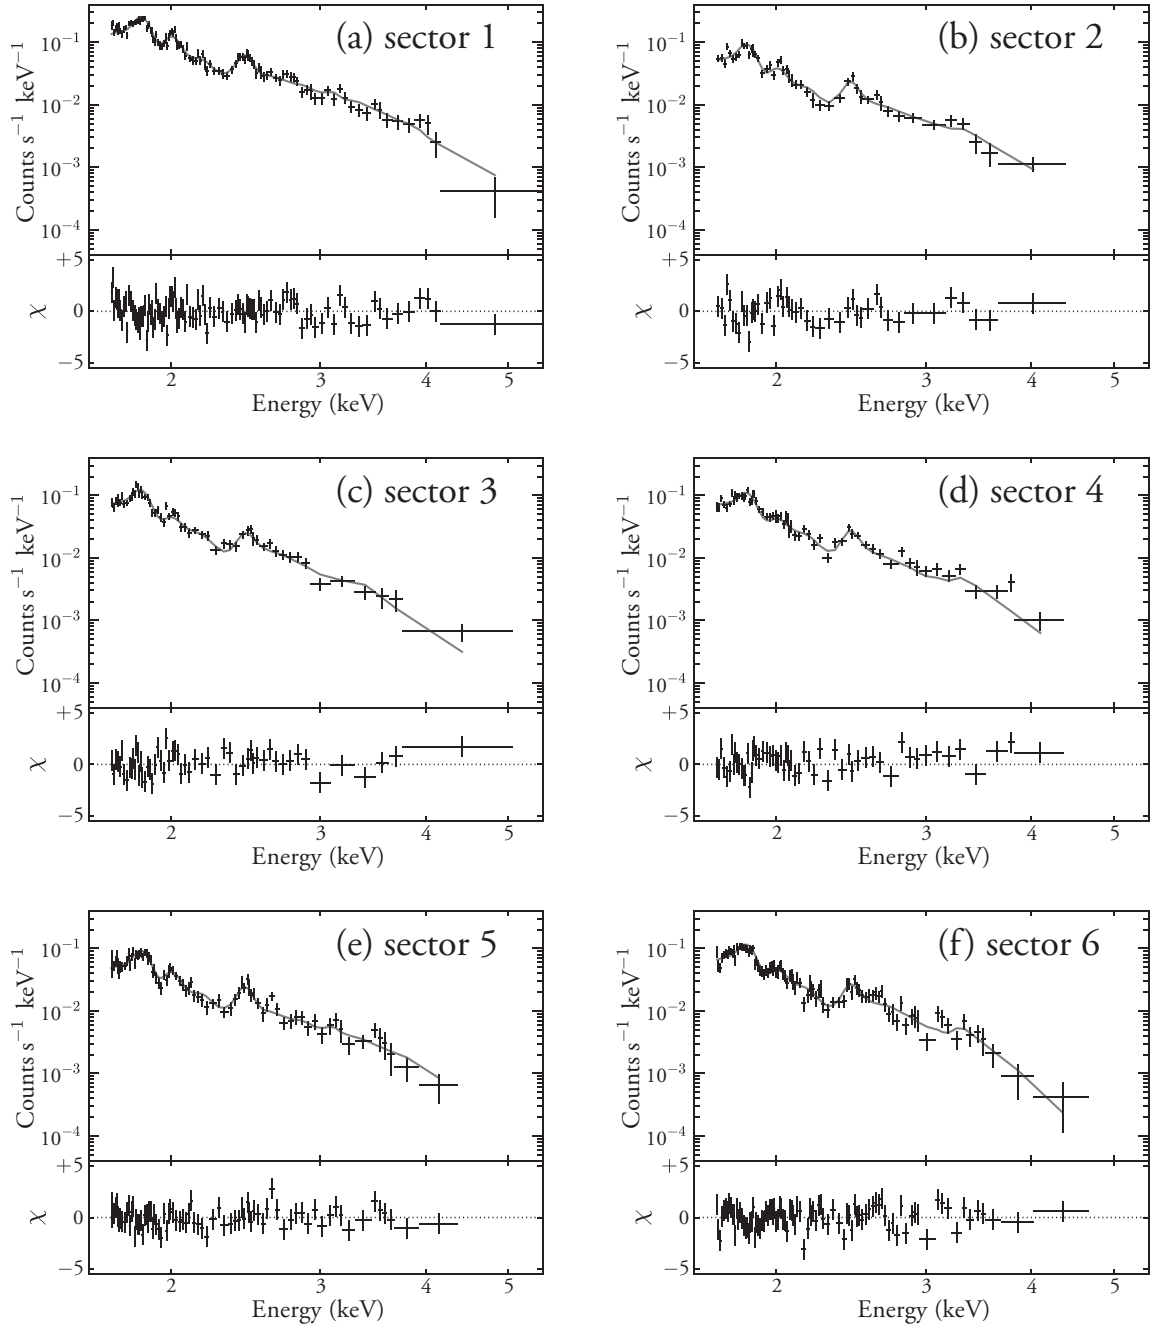 (a) sector 1
Counts s⁻¹ keV⁻¹
10⁻¹
10⁻²
10⁻³
10⁻⁴
+5
0
−5
χ
2 3 4 5
Energy (keV)
(b) sector 2
Counts s⁻¹ keV⁻¹
10⁻¹
10⁻²
10⁻³
10⁻⁴
+5
0
−5
χ
2 3 4 5
Energy (keV)
(c) sector 3
Counts s⁻¹ keV⁻¹
10⁻¹
10⁻²
10⁻³
10⁻⁴
+5
0
−5
χ
2 3 4 5
Energy (keV)
(d) sector 4
Counts s⁻¹ keV⁻¹
10⁻¹
10⁻²
10⁻³
10⁻⁴
+5
0
−5
χ
2 3 4 5
Energy (keV)
(e) sector 5
Counts s⁻¹ keV⁻¹
10⁻¹
10⁻²
10⁻³
10⁻⁴
+5
0
−5
χ
2 3 4 5
Energy (keV)
(f) sector 6
Counts s⁻¹ keV⁻¹
10⁻¹
10⁻²
10⁻³
10⁻⁴
+5
0
−5
χ
2 3 4 5
Energy (keV)